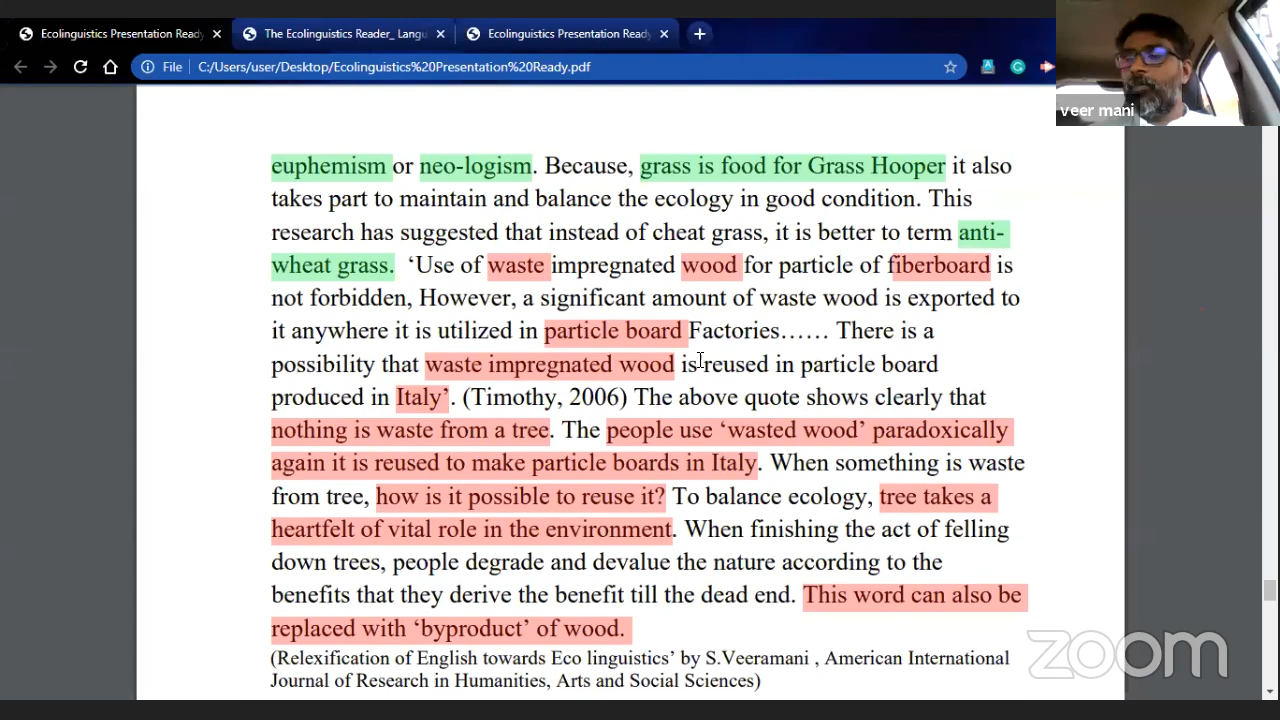 Ecolinguistics Presentation Ready
The Ecolinguistics Reader_ Langu
Ecolinguistics Presentation Ready
File C:/Users/user/Desktop/Ecolinguistics%20Presentation%20Ready.pdf
veer mani
euphemism or neo-logism. Because, grass is food for Grass Hooper it also
takes part to maintain and balance the ecology in good condition. This
research has suggested that instead of cheat grass, it is better to term anti-
wheat grass. ‘Use of waste impregnated wood for particle of fiberboard is
not forbidden, However, a significant amount of waste wood is exported to
it anywhere it is utilized in particle board Factories…… There is a
possibility that waste impregnated wood is reused in particle board
produced in Italy’. (Timothy, 2006) The above quote shows clearly that
nothing is waste from a tree. The people use ‘wasted wood’ paradoxically
again it is reused to make particle boards in Italy. When something is waste
from tree, how is it possible to reuse it? To balance ecology, tree takes a
heartfelt of vital role in the environment. When finishing the act of felling
down trees, people degrade and devalue the nature according to the
benefits that they derive the benefit till the dead end. This word can also be
replaced with ‘byproduct’ of wood.
(Relexification of English towards Eco linguistics’ by S.Veeramani , American International
Journal of Research in Humanities, Arts and Social Sciences)
zoom